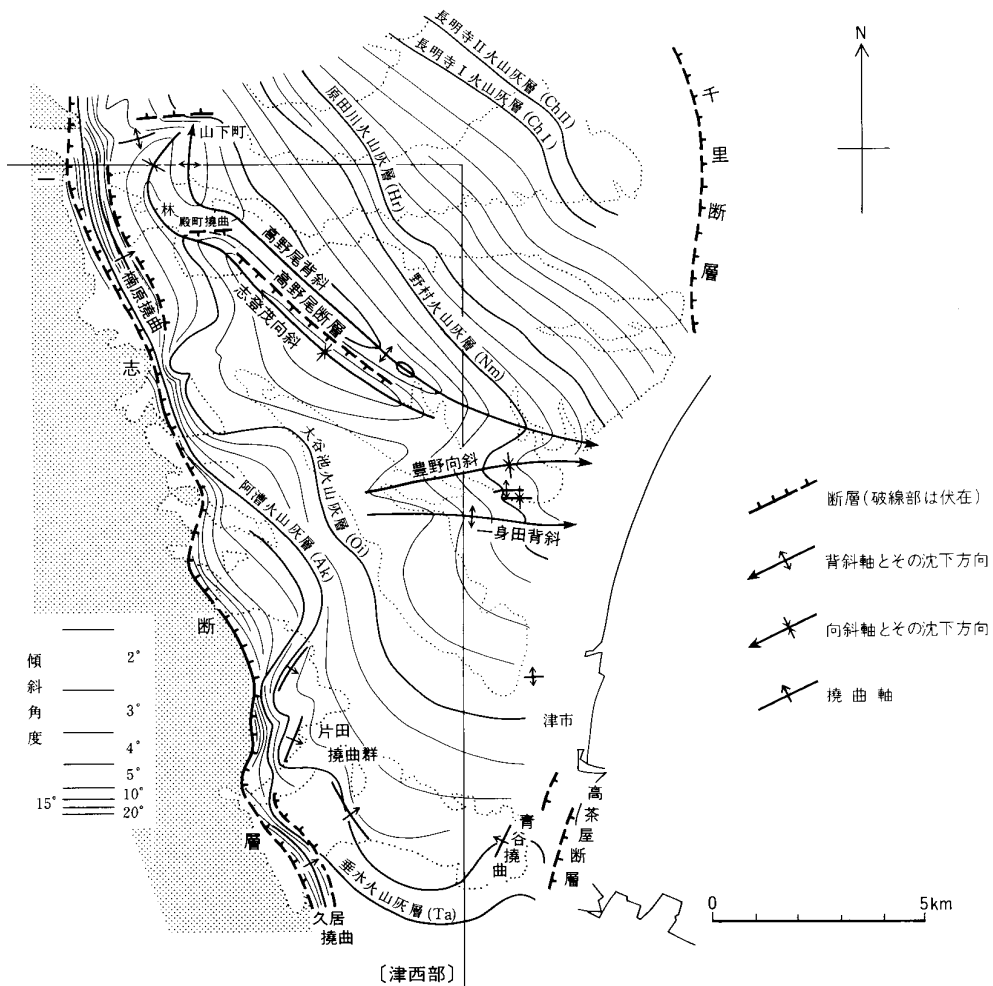 長明寺II火山灰層(ChII)
長明寺I火山灰層(Ch.I)
原田川火山灰層(Hr)
千里断層
N
山下町
林
殿町撓曲
楠原撓曲
高野尾背斜
高野尾断層
志登茂向斜
野村火山灰層(Nm)
一志断層
大谷池火山灰層(Oi)
阿漕火山灰層(Ak)
豊野向斜
一身田背斜
断層(破線部は伏在)
背斜軸とその沈下方向
向斜軸とその沈下方向
撓曲軸
傾斜角度
2°
3°
4°
5°
10°
15°
20°
片田
撓曲群
津市
青谷撓曲
高茶屋断層
垂水火山灰層(Ta)
久居
撓曲
0 5km
〔津西部〕